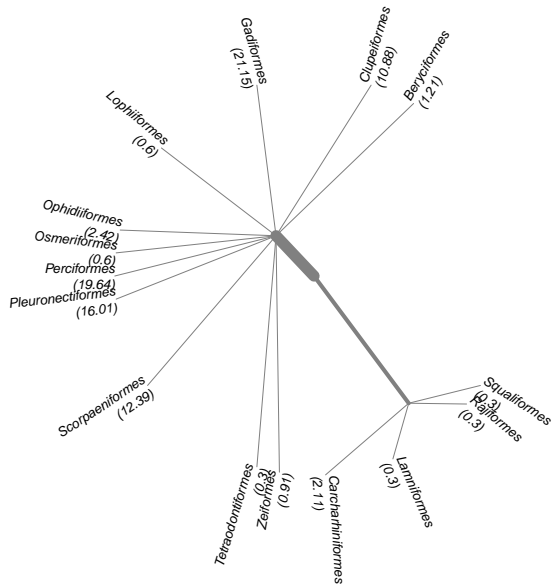 Gadiformes
(21.15)
Clupeiformes
(10.88)
Beryciformes
(1.21)
Lophiiformes
(0.6)
Ophidiiformes
(2.42)
Osmeriformes
(0.6)
Perciformes
(19.64)
Pleuronectiformes
(16.01)
Scorpaeniformes
(12.39)
Tetraodontiformes
(0.3)
Zeiformes
(0.91)
Carcharhiniformes
(2.11)
Lamniformes
(0.3)
Squaliformes
(0.3)
Rajiformes
(0.3)